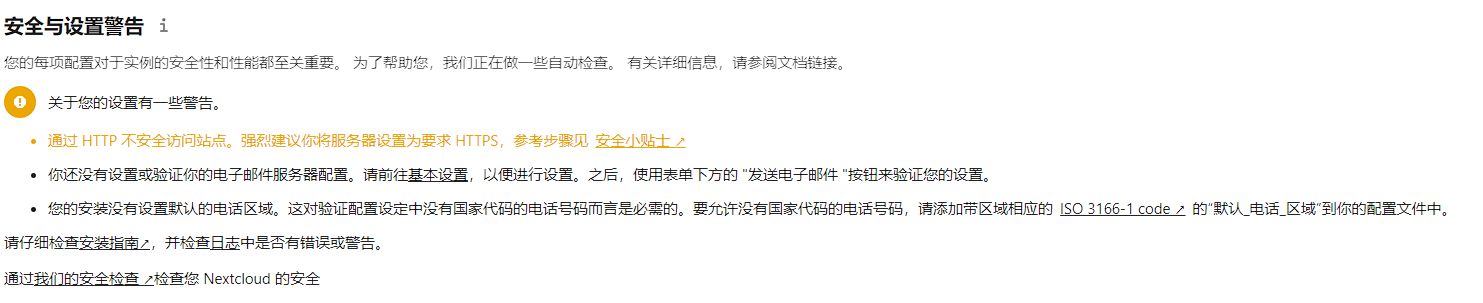 安全与设置警告 i
您的每项配置对于实例的安全性和性能都至关重要。 为了帮助您，我们正在做一些自动检查。 有关详细信息，请参阅文档链接。
关于您的设置有一些警告。
• 通过 HTTP 不安全访问站点。强烈建议你将服务器设置为要求 HTTPS，参考步骤见 安全小贴士 ↗
• 你还没有设置或验证你的电子邮件服务器配置。请前往基本设置，以便进行设置。之后，使用表单下方的 "发送电子邮件 "按钮来验证您的设置。
• 您的安装没有设置默认的电话区域。这对验证配置设定中没有国家代码的电话号码而言是必需的。要允许没有国家代码的电话号码，请添加带区域相应的 ISO 3166-1 code ↗ 的“默认_电话_区域”到你的配置文件中。
请仔细检查安装指南↗，并检查日志中是否有错误或警告。
通过我们的安全检查 ↗检查您 Nextcloud 的安全